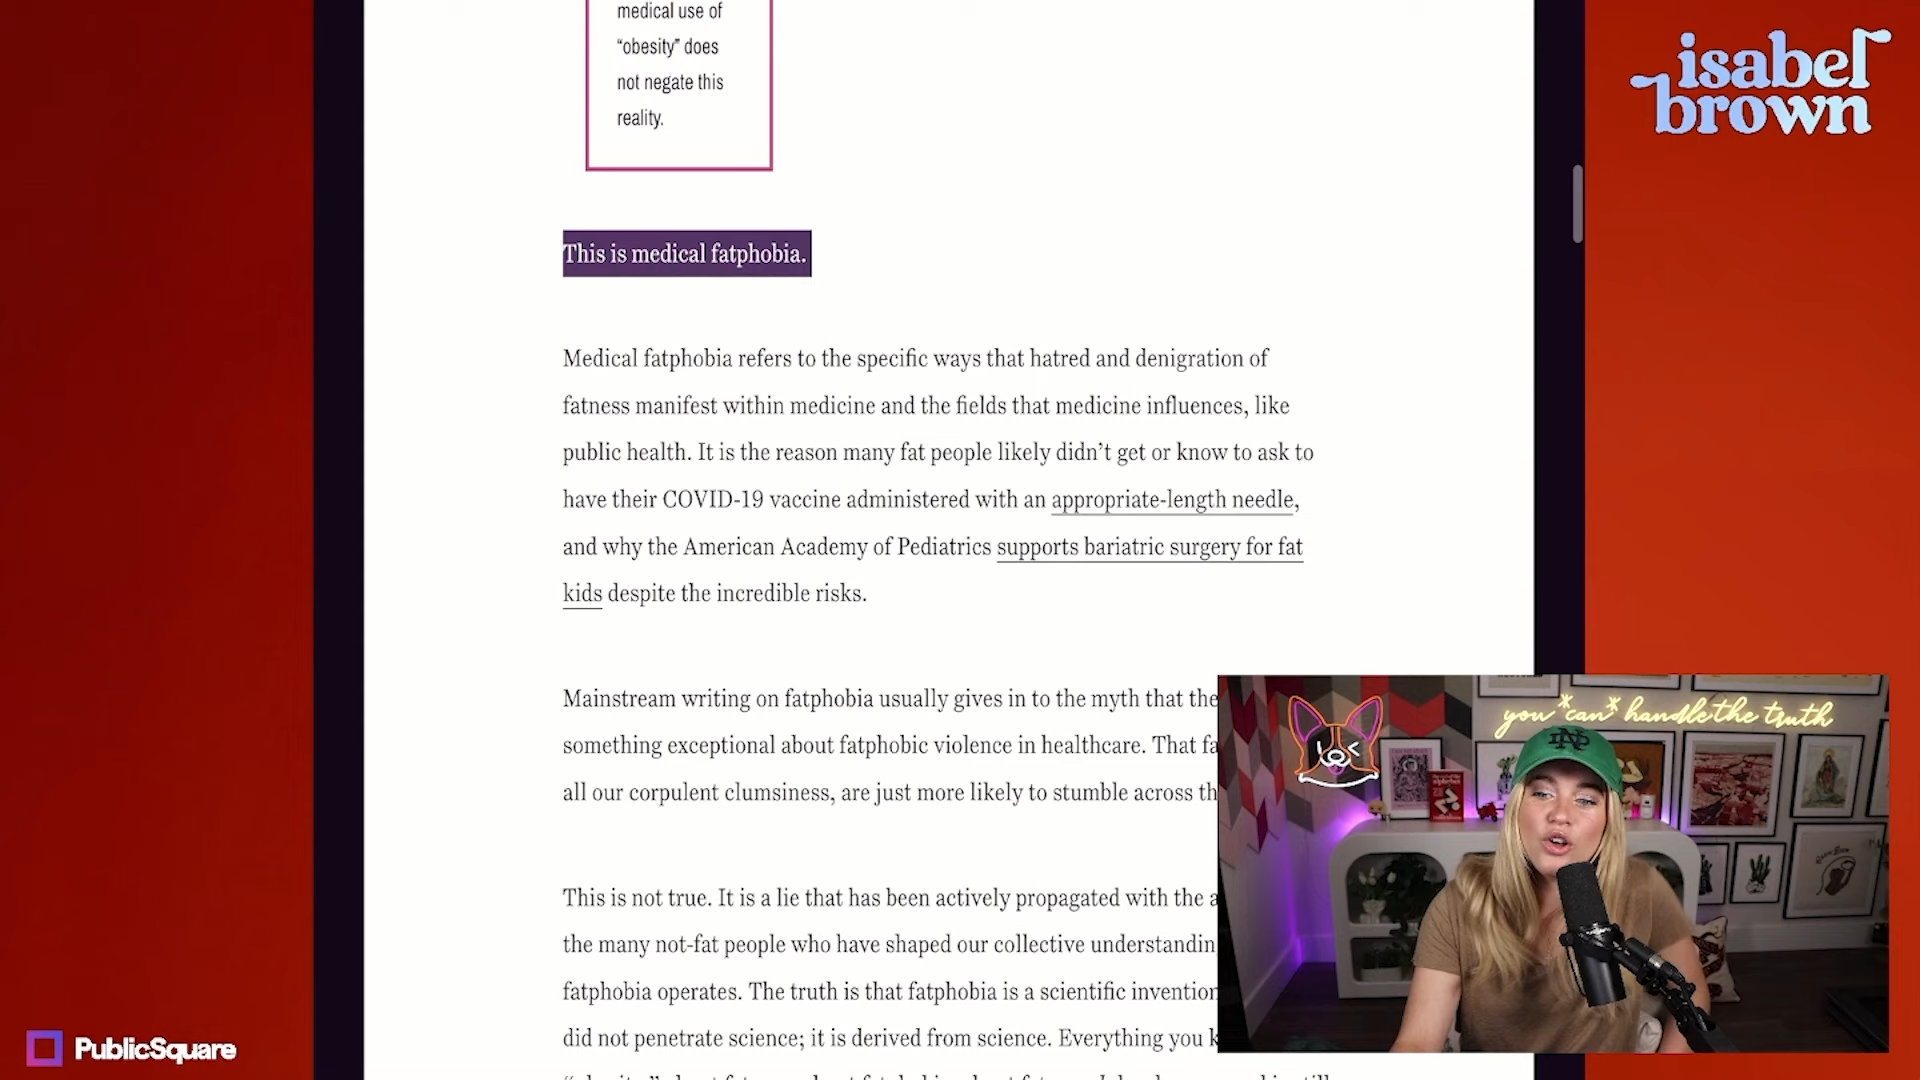 medical use of
“obesity” does
not negate this
reality.
isabel
brown
This is medical fatphobia.
Medical fatphobia refers to the specific ways that hatred and denigration of
fatness manifest within medicine and the fields that medicine influences, like
public health. It is the reason many fat people likely didn’t get or know to ask to
have their COVID-19 vaccine administered with an appropriate-length needle,
and why the American Academy of Pediatrics supports bariatric surgery for fat
kids despite the incredible risks.
Mainstream writing on fatphobia usually gives in to the myth that the
something exceptional about fatphobic violence in healthcare. That fa
all our corpulent clumsiness, are just more likely to stumble across th
This is not true. It is a lie that has been actively propagated with the a
the many not-fat people who have shaped our collective understandin
fatphobia operates. The truth is that fatphobia is a scientific invention
did not penetrate science; it is derived from science. Everything you k
you *can* handle the truth
PublicSquare